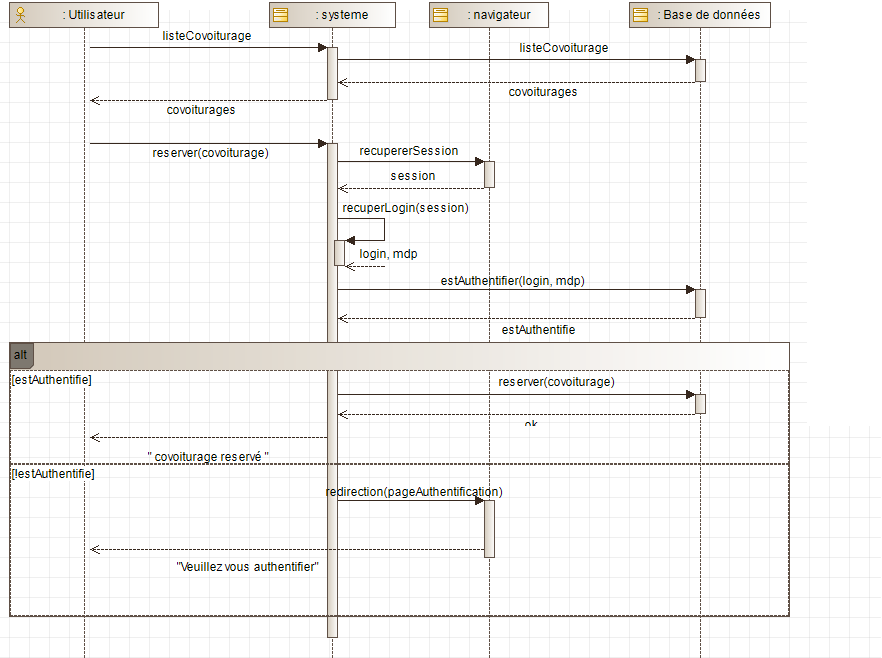 : Utilisateur
: systeme
: navigateur
: Base de données
listeCovoiturage
listeCovoiturage
covoiturages
covoiturages
reserver(covoiturage)
recupererSession
session
recuperLogin(session)
login, mdp
estAuthentifier(login, mdp)
estAuthentifie
alt
[estAuthentifie]
reserver(covoiturage)
ok
" covoiturage reservé "
[!estAuthentifie]
redirection(pageAuthentification)
"Veuillez vous authentifier"